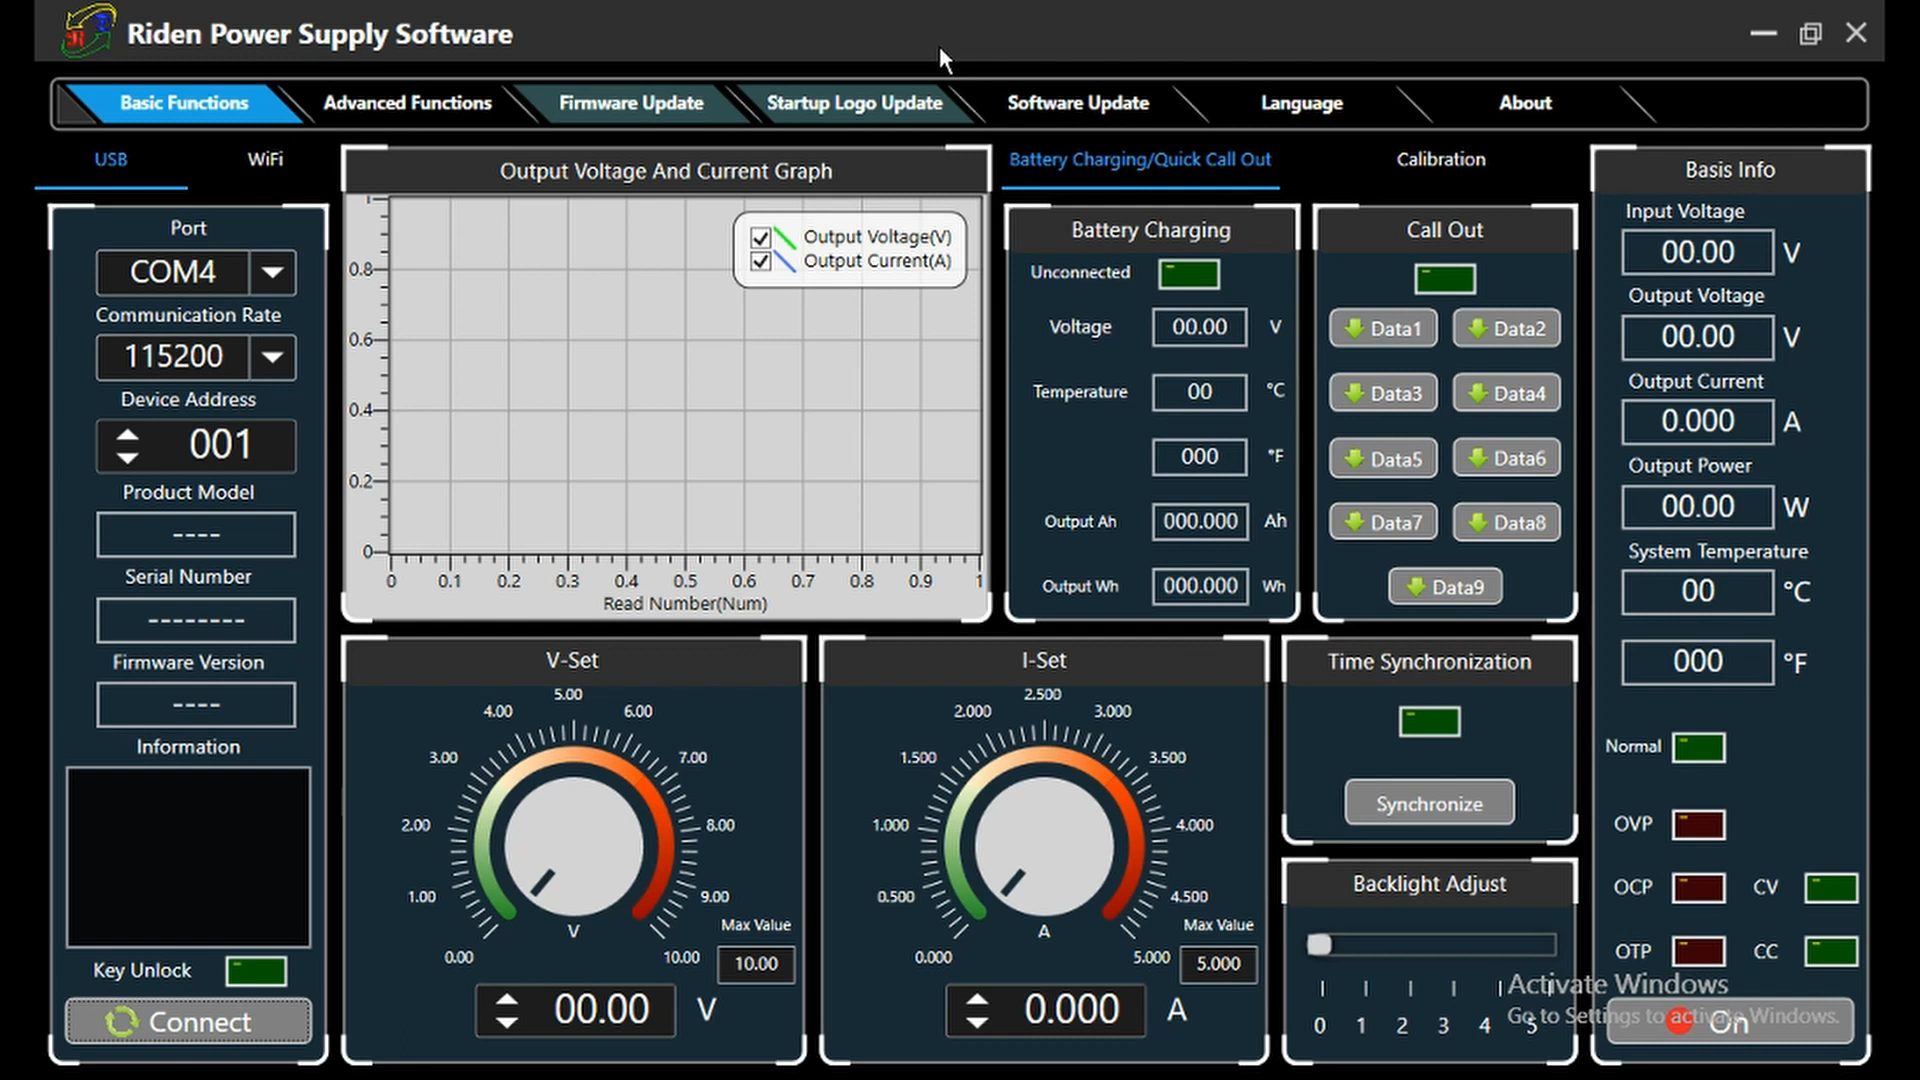 Riden Power Supply Software
Basic Functions
Advanced Functions
Firmware Update
Startup Logo Update
Software Update
Language
About
USB
WiFi
Port
COM4
Communication Rate
115200
Device Address
001
Product Model
----
Serial Number
--------
Firmware Version
----
Information
Key Unlock
Connect
Output Voltage And Current Graph
Output Voltage(V)
Output Current(A)
1
0.8
0.6
0.4
0.2
0
0 0.1 0.2 0.3 0.4 0.5 0.6 0.7 0.8 0.9 1
Read Number(Num)
Battery Charging/Quick Call Out
Calibration
Battery Charging
Unconnected
Voltage 00.00 V
Temperature 00 °C
000 °F
Output Ah 000.000 Ah
Output Wh 000.000 Wh
Call Out
Data1 Data2
Data3 Data4
Data5 Data6
Data7 Data8
Data9
V-Set
5.00
4.00 6.00
3.00 7.00
2.00 8.00
1.00 9.00
V
0.00 10.00
Max Value
10.00
00.00 V
I-Set
2.500
2.000 3.000
1.500 3.500
1.000 4.000
0.500 4.500
A
0.000 5.000
Max Value
5.000
0.000 A
Time Synchronization
Synchronize
Backlight Adjust
0 1 2 3 4 5
Basis Info
Input Voltage
00.00 V
Output Voltage
00.00 V
Output Current
0.000 A
Output Power
00.00 W
System Temperature
00 °C
000 °F
Normal
OVP
OCP CV
OTP CC
On
Activate Windows
Go to Settings to activate Windows.